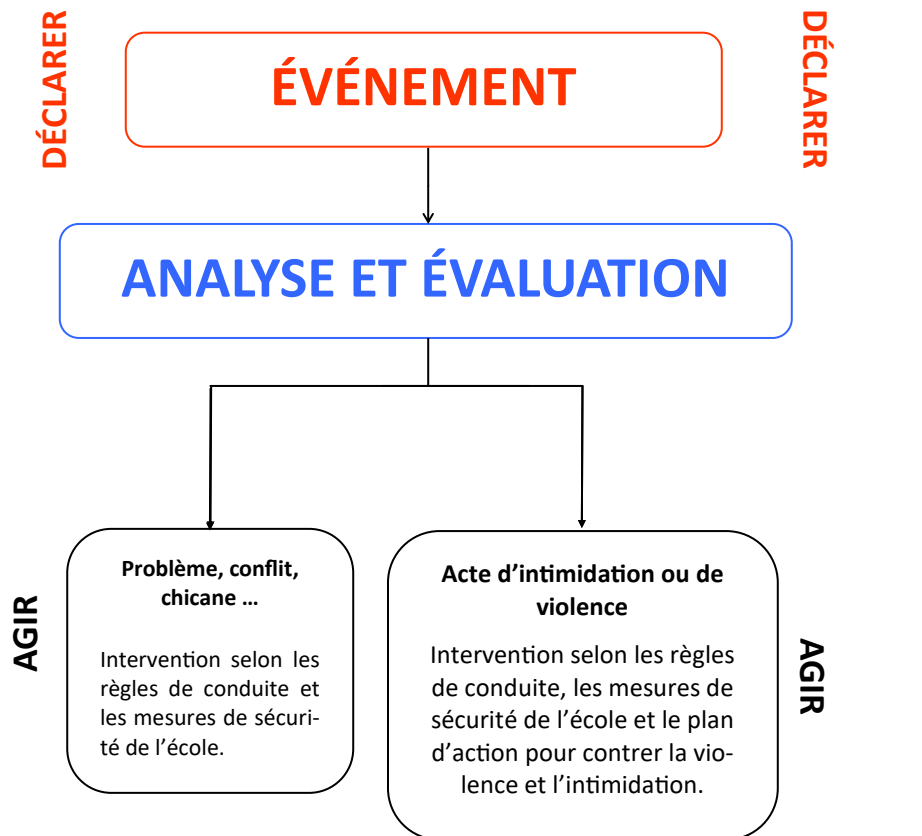 DÉCLARER
ÉVÉNEMENT
DÉCLARER
ANALYSE ET ÉVALUATION
AGIR
Problème, conflit,
chicane …
Intervention selon les
règles de conduite et
les mesures de sécuri-
té de l’école.
Acte d’intimidation ou de
violence
Intervention selon les règles
de conduite, les mesures de
sécurité de l’école et le plan
d’action pour contrer la vio-
lence et l’intimidation.
AGIR